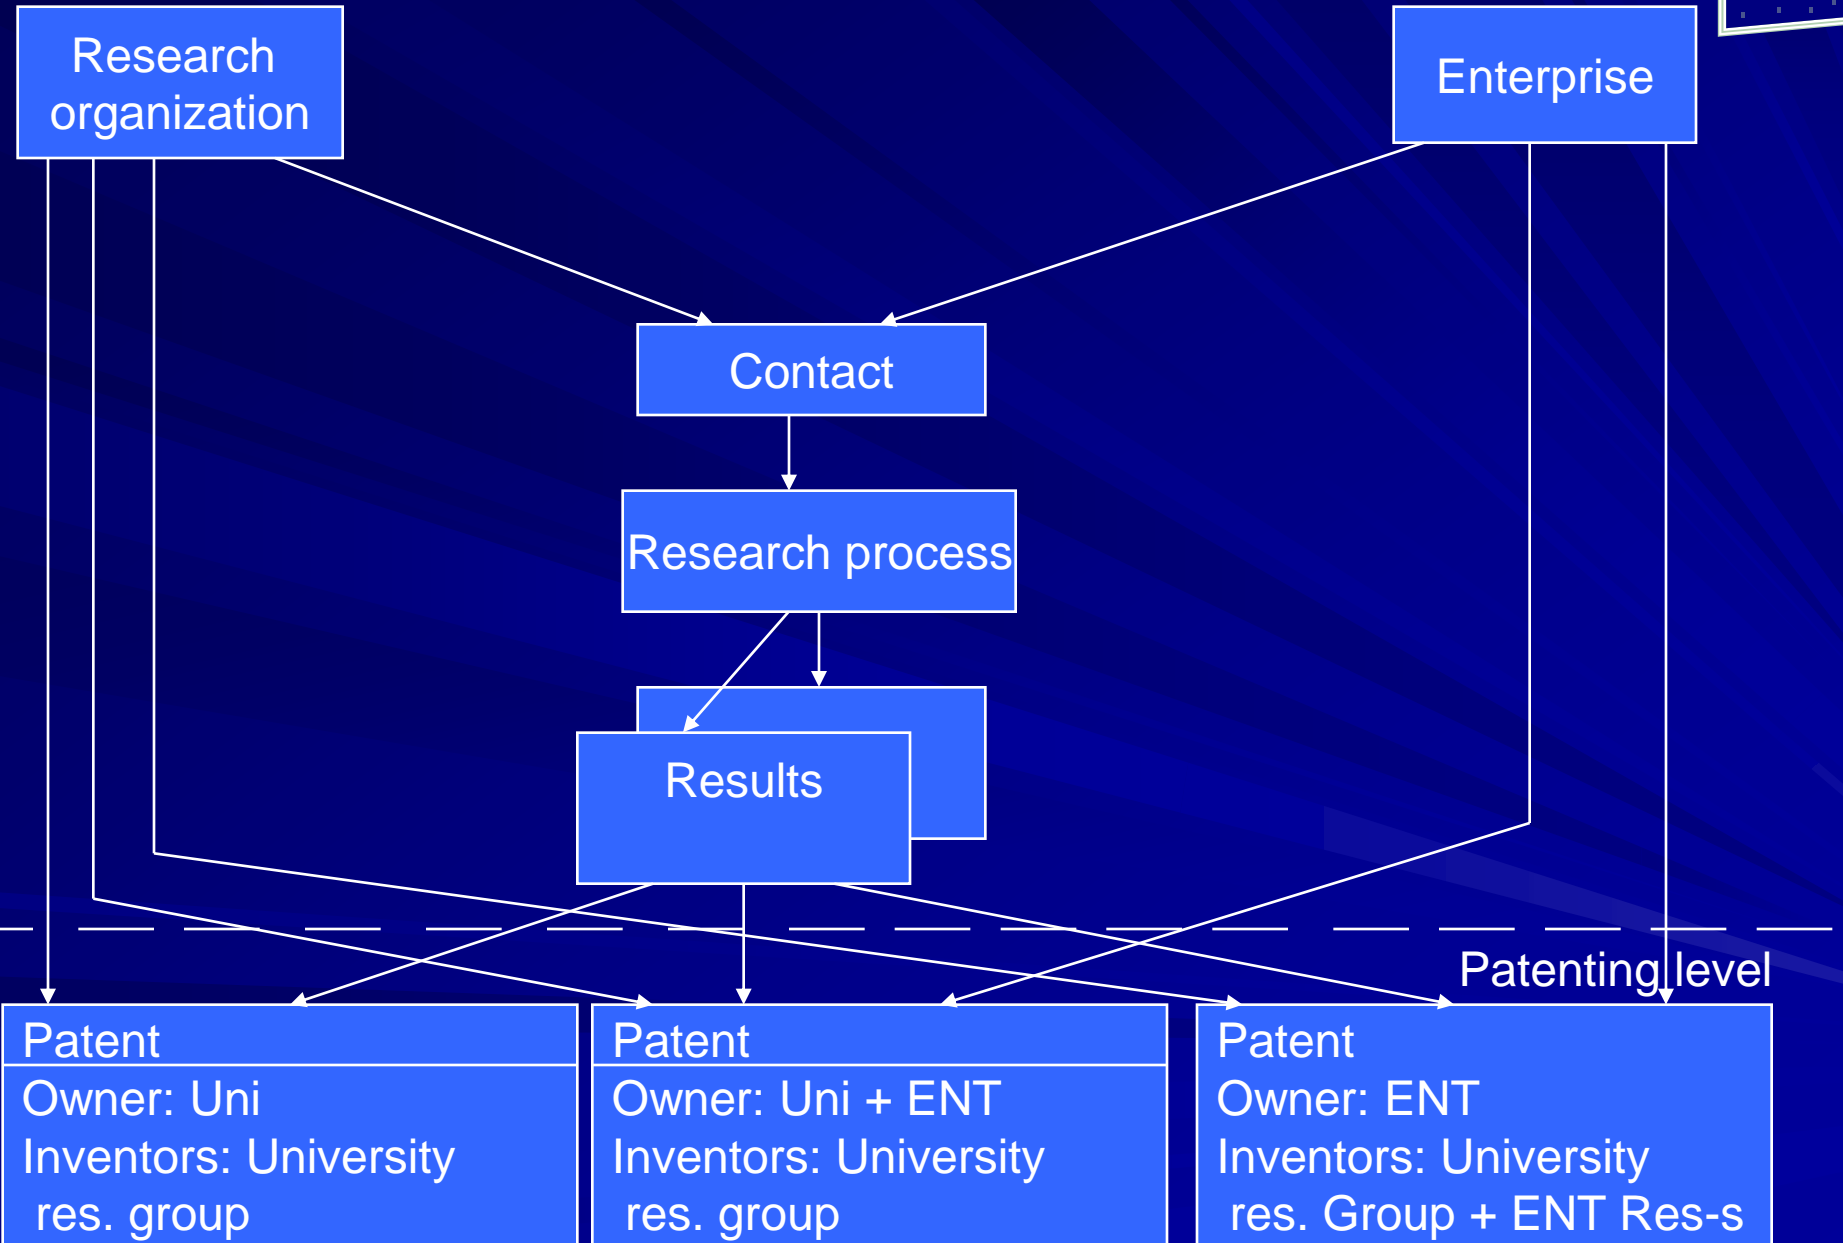 Research
organization
Enterprise
Contact
Research process
Results
Patenting level
Patent
Owner: Uni
Inventors: University
res. group
Patent
Owner: Uni + ENT
Inventors: University
res. group
Patent
Owner: ENT
Inventors: University
res. Group + ENT Res-s